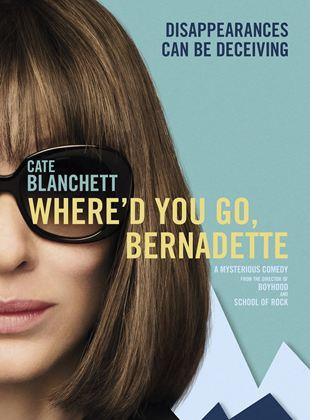 DISAPPEARANCES
CAN BE DECEIVING
CATE
BLANCHETT
WHERE'D YOU GO,
BERNADETTE
A MYSTERIOUS COMEDY
FROM THE DIRECTOR OF
BOYHOOD
AND
SCHOOL OF ROCK